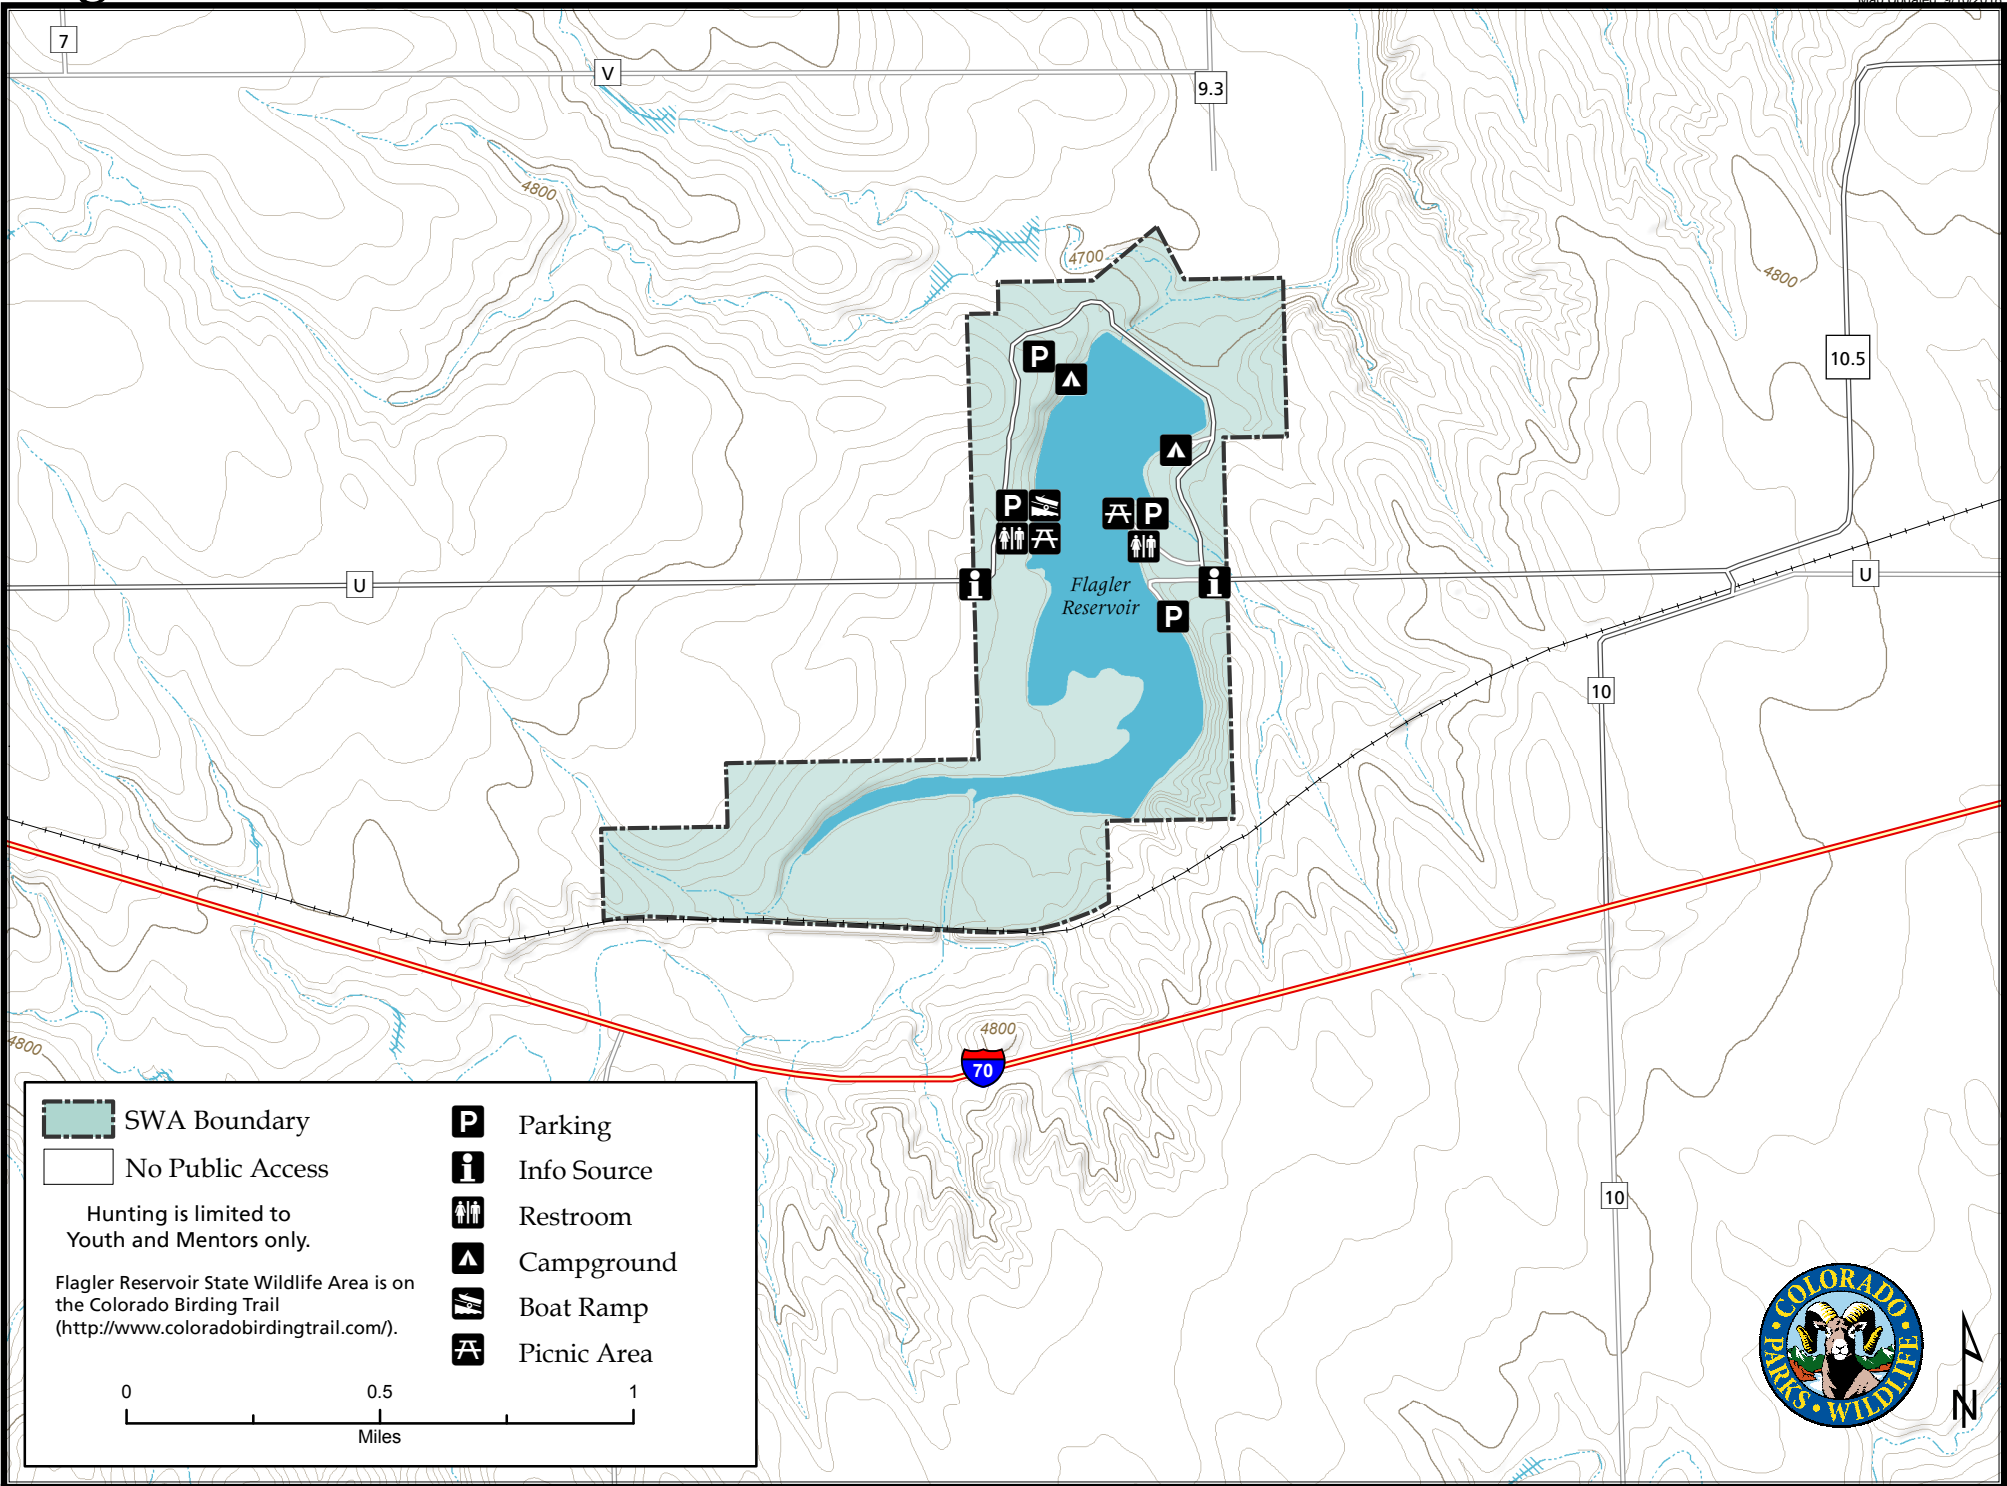 7
V
9.3
4800
4700
4800
10.5
P
P
P
U
i
i
U
Flagler
Reservoir
P
10
4800
4800
70
SWA Boundary
No Public Access
Hunting is limited to
Youth and Mentors only.
Flagler Reservoir State Wildlife Area is on
the Colorado Birding Trail
(http://www.coloradobirdingtrail.com/).
P Parking
i Info Source
Restroom
Campground
Boat Ramp
Picnic Area
0 0.5 1
Miles
10
COLORADO
PARKS • WILDLIFE
N